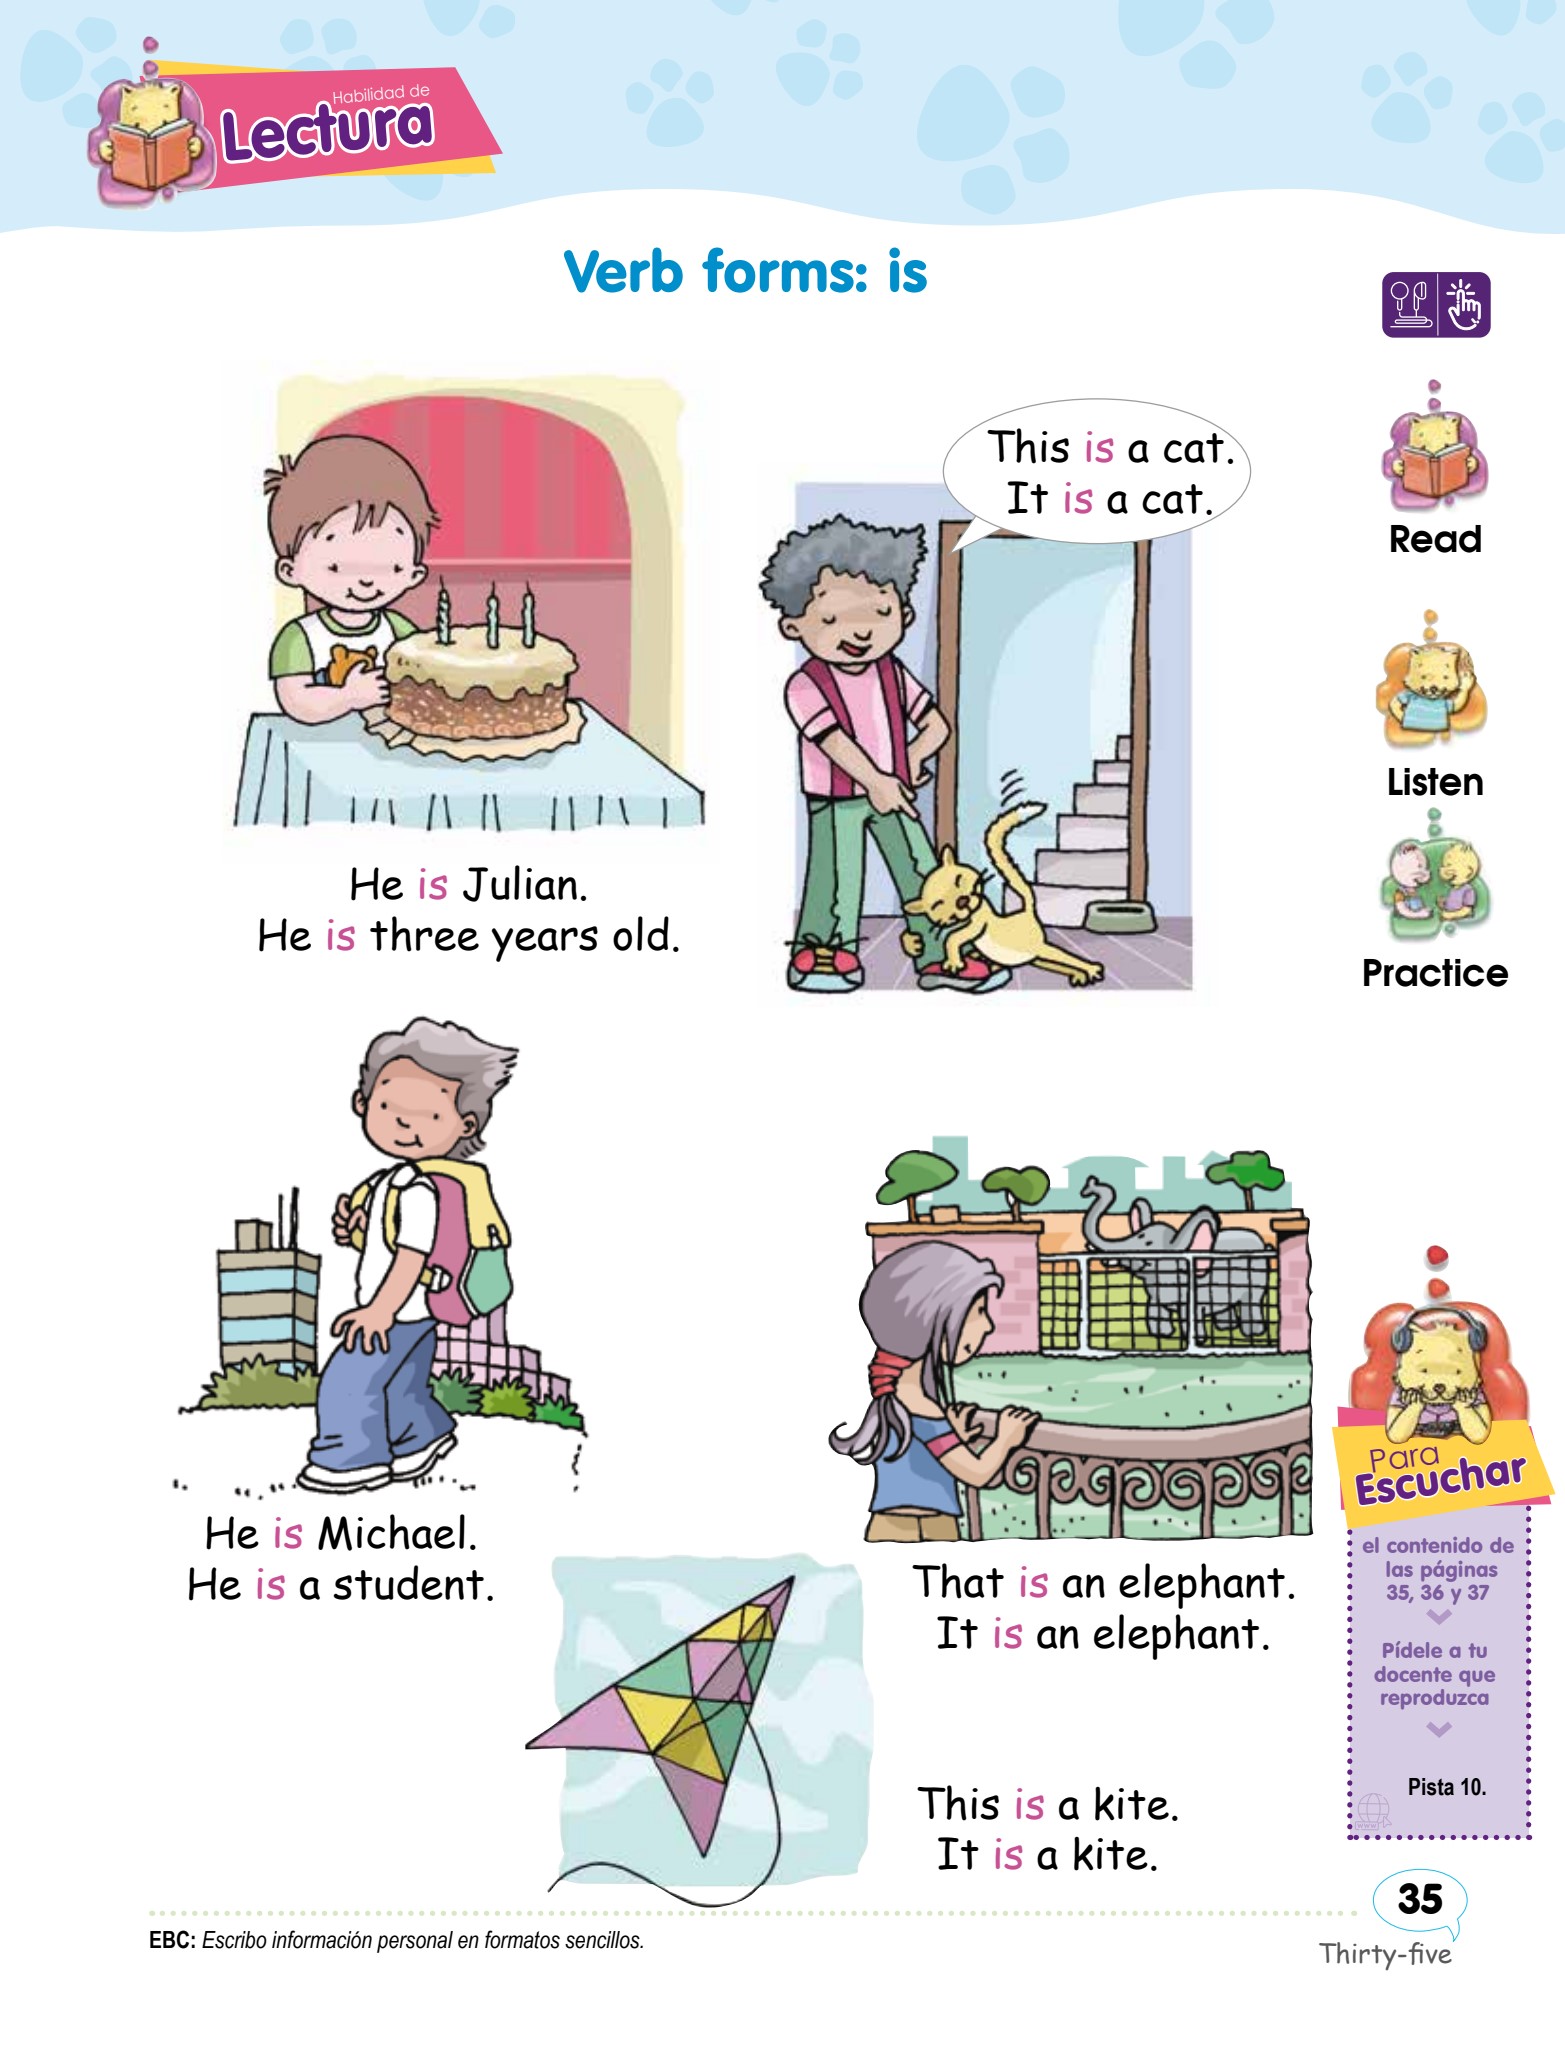 Habilidad de
Lectura
Verb forms: is
This is a cat.
It is a cat.
Read
Listen
Practice
He is Julian.
He is three years old.
He is Michael.
He is a student.
That is an elephant.
It is an elephant.
This is a kite.
It is a kite.
Para
Escuchar
el contenido de
las páginas
35, 36 y 37
Pídele a tu
docente que
reproduzca
Pista 10.
www
35
Thirty-five
EBC: Escribo información personal en formatos sencillos.